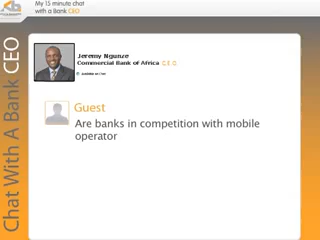 My 15 minute chat
with a Bank CEO
Jeremy Ngunze
Commercial Bank of Africa C.E.O.
Guest
Are banks in competition with mobile
operator
Chat With A Bank CEO